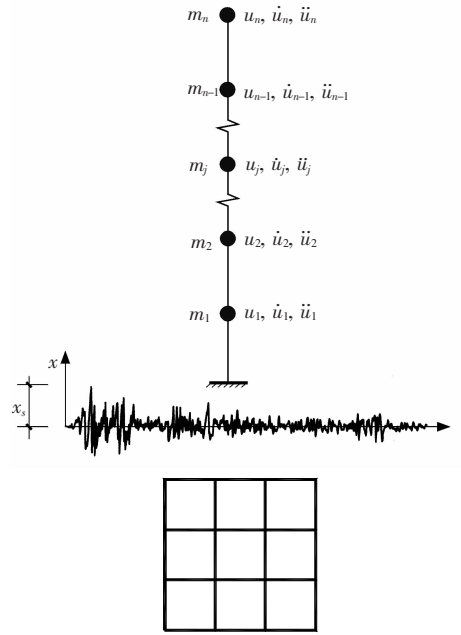 mₙ uₙ, u̇ₙ, üₙ
mₙ₋₁ uₙ₋₁, u̇ₙ₋₁, üₙ₋₁
mⱼ uⱼ, u̇ⱼ, üⱼ
m₂ u₂, u̇₂, ü₂
m₁ u₁, u̇₁, ü₁
x
xₛ